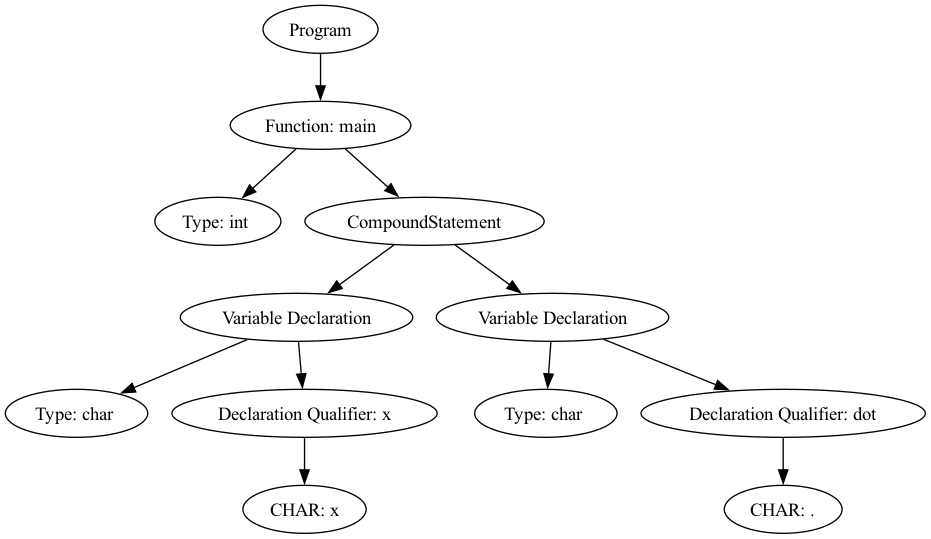 Program
Function: main
Type: int
CompoundStatement
Variable Declaration
Variable Declaration
Type: char
Declaration Qualifier: x
Type: char
Declaration Qualifier: dot
CHAR: x
CHAR: .